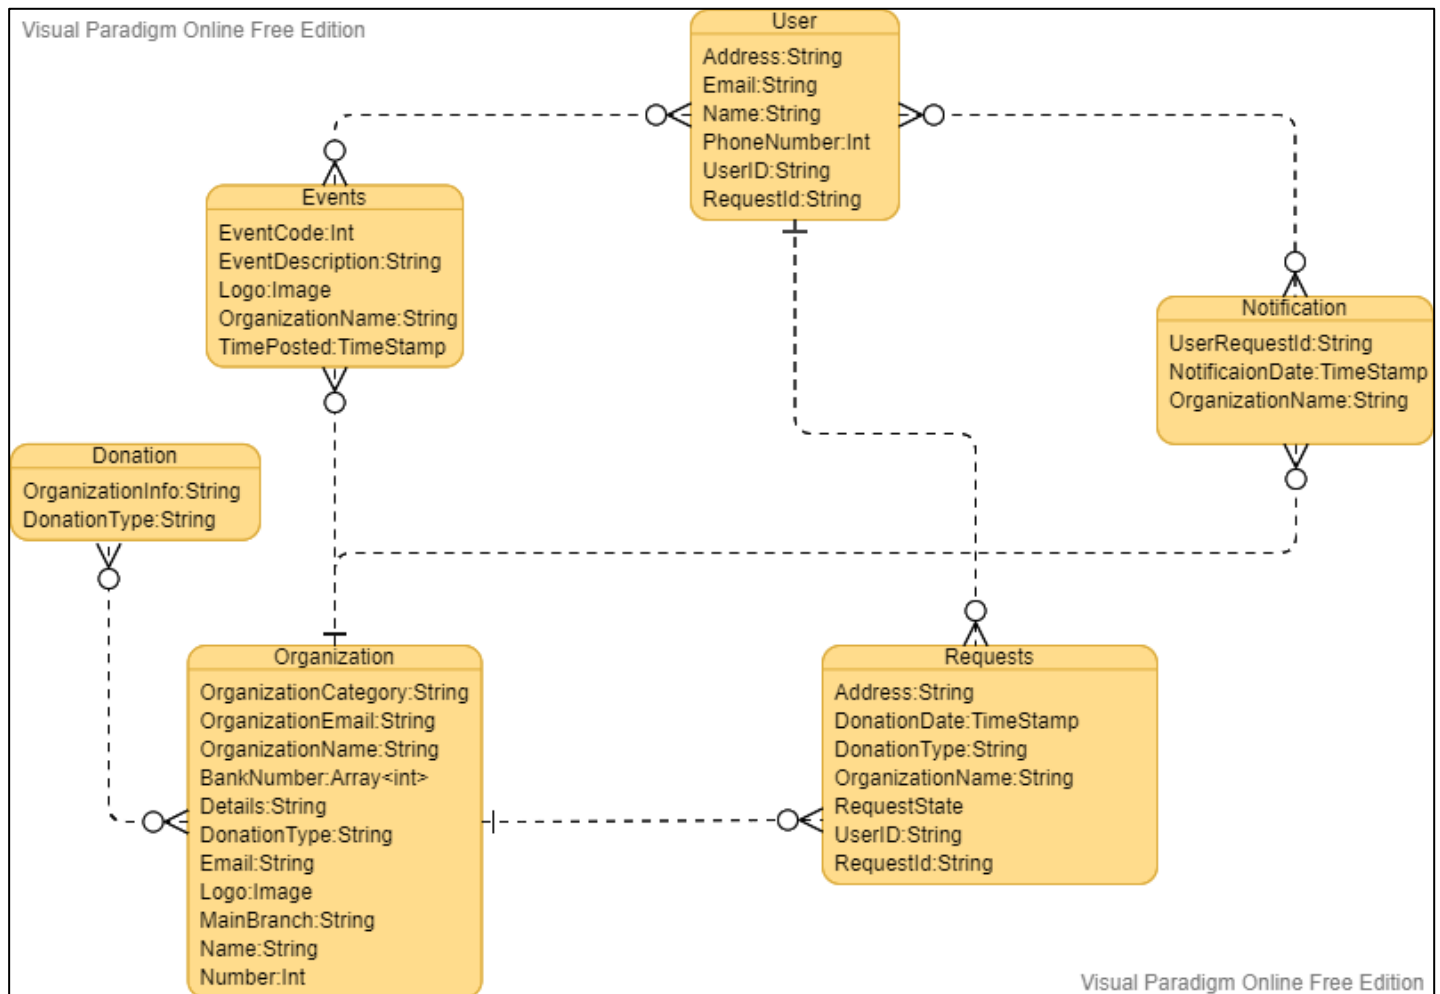 Visual Paradigm Online Free Edition
User
Address:String
Email:String
Name:String
PhoneNumber:Int
UserID:String
RequestId:String
Events
EventCode:Int
EventDescription:String
Logo:Image
OrganizationName:String
TimePosted:TimeStamp
Notification
UserRequestId:String
NotificaionDate:TimeStamp
OrganizationName:String
Donation
OrganizationInfo:String
DonationType:String
Organization
OrganizationCategory:String
OrganizationEmail:String
OrganizationName:String
BankNumber:Array<int>
Details:String
DonationType:String
Email:String
Logo:Image
MainBranch:String
Name:String
Number:Int
Requests
Address:String
DonationDate:TimeStamp
DonationType:String
OrganizationName:String
RequestState
UserID:String
RequestId:String
Visual Paradigm Online Free Edition